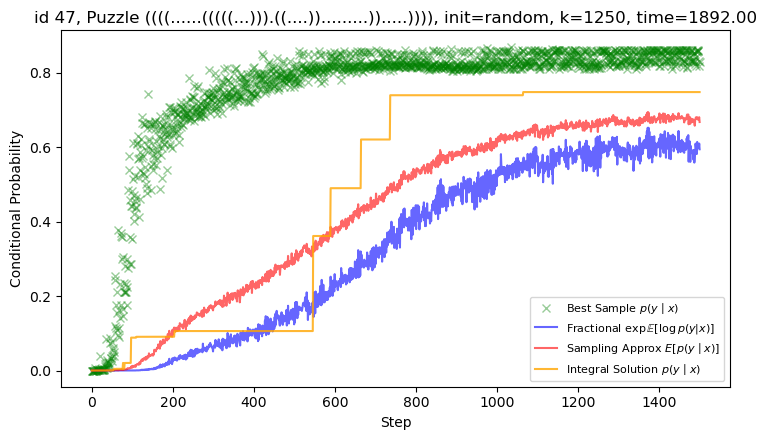 id 47, Puzzle ((((......(((((...))).((....)).........)).....)))), init=random, k=1250, time=1892.00
Conditional Probability
0.8
0.6
0.4
0.2
0.0
Best Sample p(y | x)
Fractional exp𝔼[log p(y|x)]
Sampling Approx E[p(y | x)]
Integral Solution p(y | x)
0 200 400 600 800 1000 1200 1400
Step